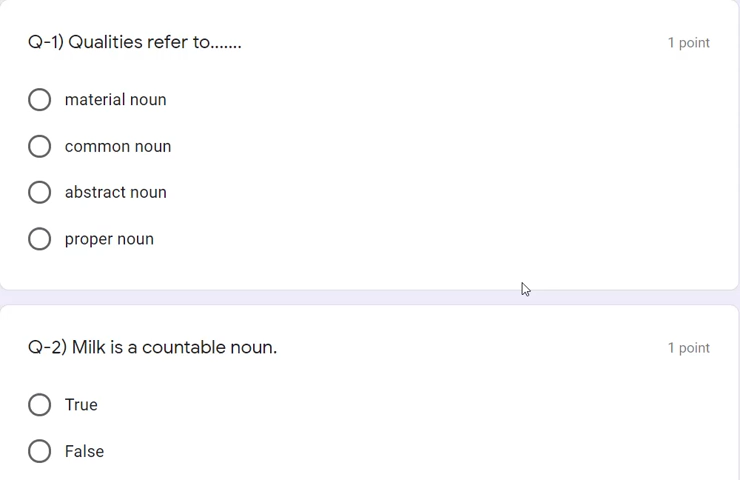 Q-1) Qualities refer to.......
1 point
material noun
common noun
abstract noun
proper noun
Q-2) Milk is a countable noun.
1 point
True
False